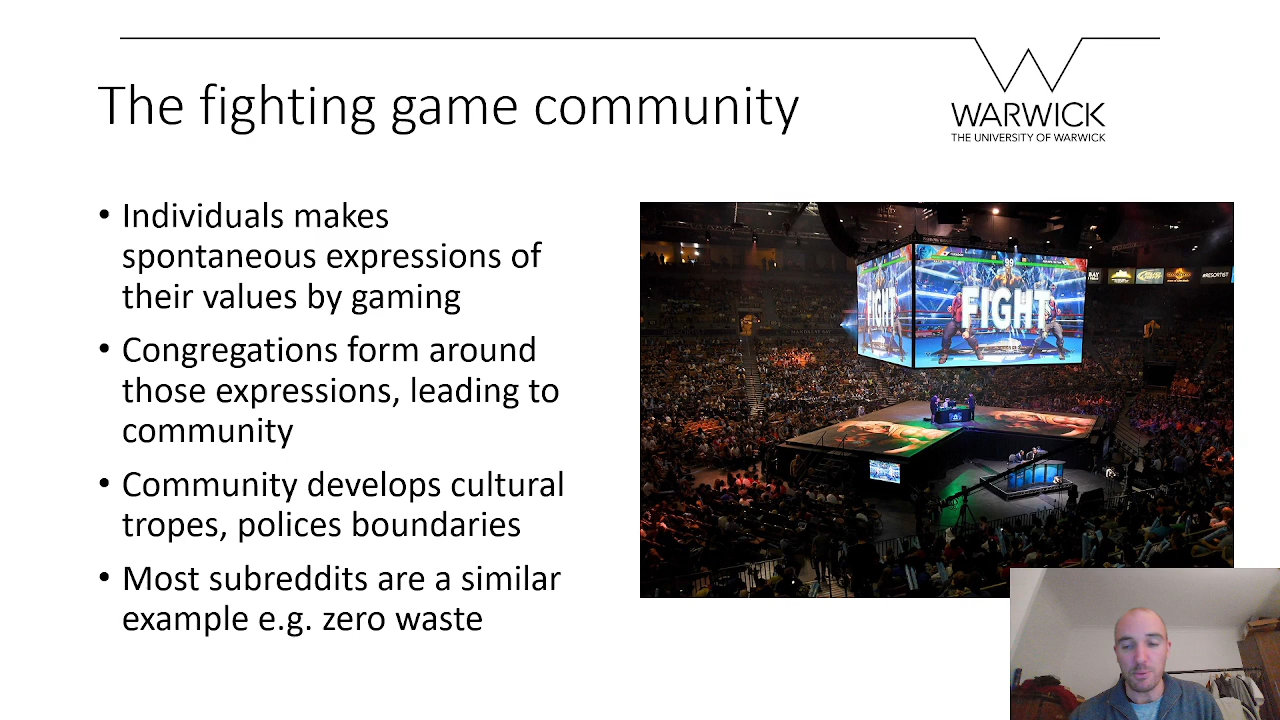 The fighting game community
WARWICK
THE UNIVERSITY OF WARWICK
• Individuals makes
spontaneous expressions of
their values by gaming
• Congregations form around
those expressions, leading to
community
• Community develops cultural
tropes, polices boundaries
• Most subreddits are a similar
example e.g. zero waste
99
FIGHT
FIGHT
#RESORTIST